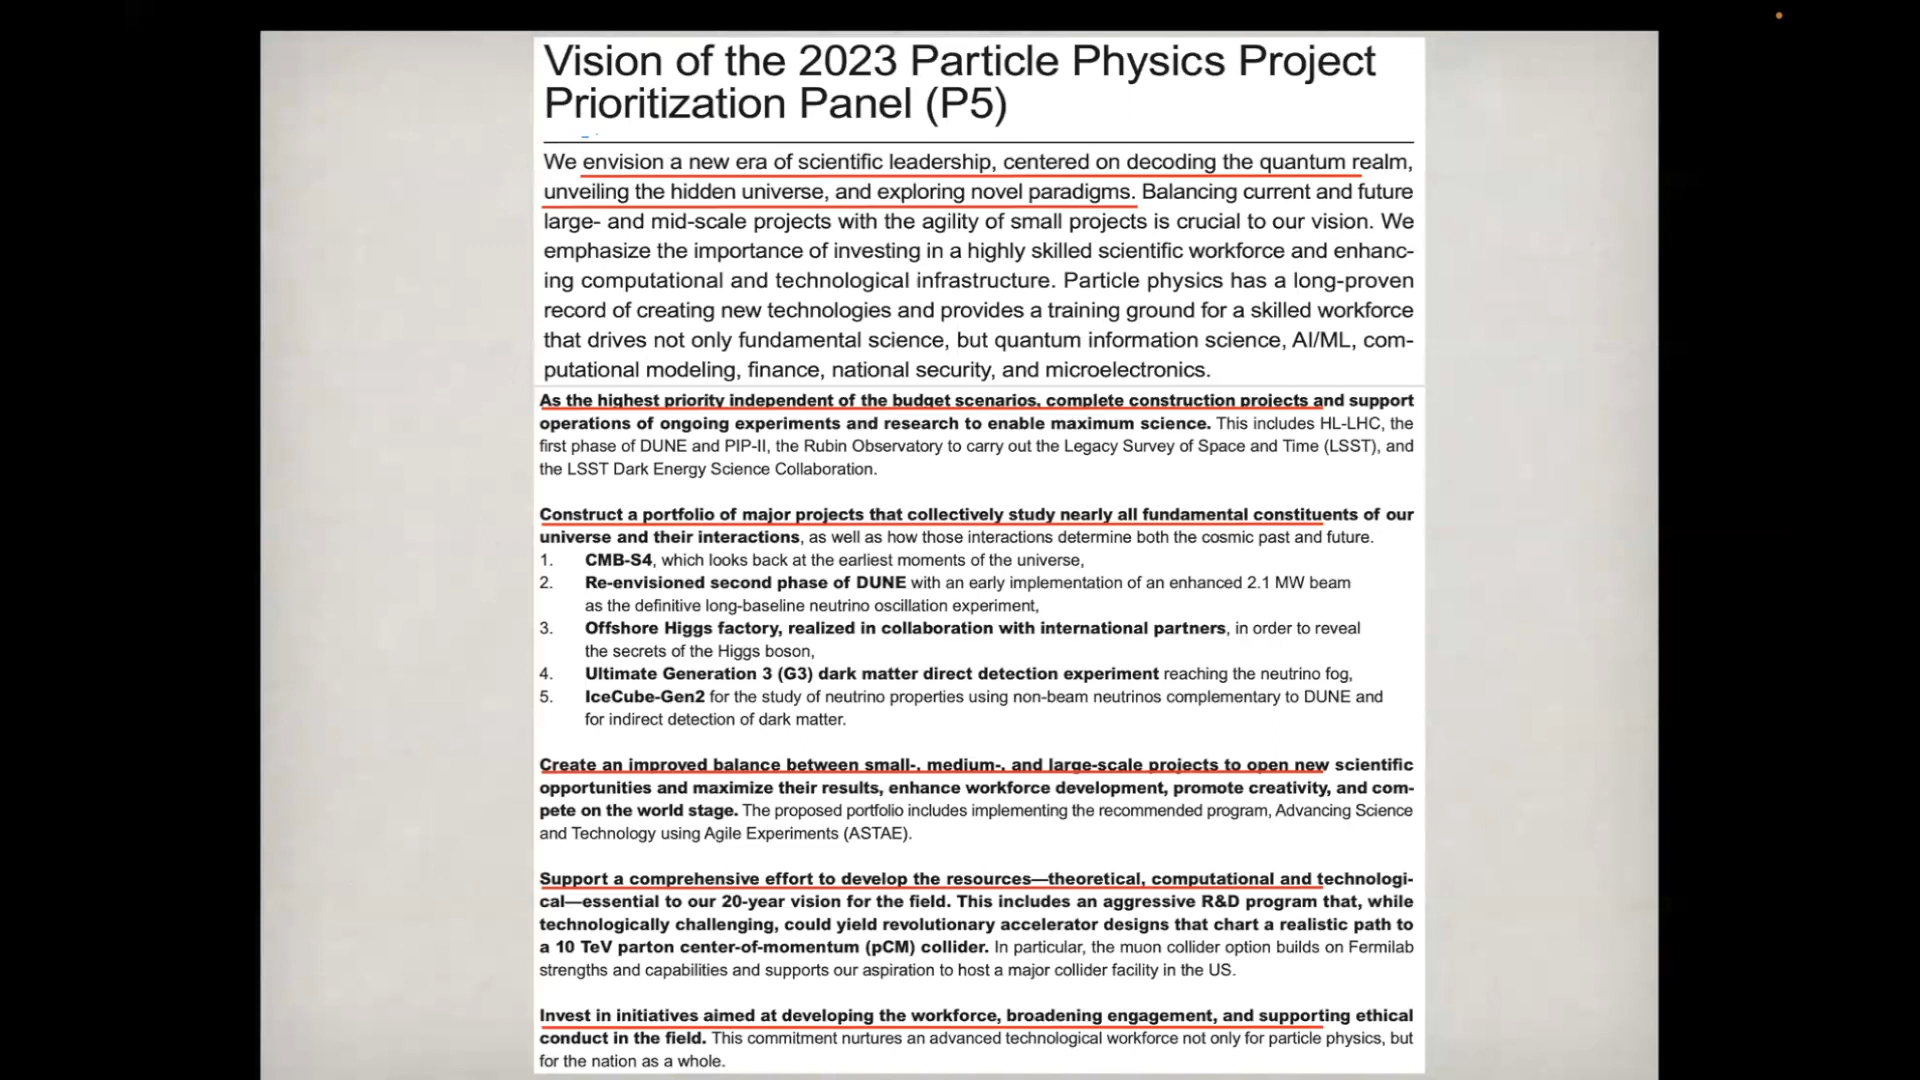 Vision of the 2023 Particle Physics Project
Prioritization Panel (P5)
We envision a new era of scientific leadership, centered on decoding the quantum realm,
unveiling the hidden universe, and exploring novel paradigms. Balancing current and future
large- and mid-scale projects with the agility of small projects is crucial to our vision. We
emphasize the importance of investing in a highly skilled scientific workforce and enhanc-
ing computational and technological infrastructure. Particle physics has a long-proven
record of creating new technologies and provides a training ground for a skilled workforce
that drives not only fundamental science, but quantum information science, AI/ML, com-
putational modeling, finance, national security, and microelectronics.
As the highest priority independent of the budget scenarios, complete construction projects and support
operations of ongoing experiments and research to enable maximum science. This includes HL-LHC, the
first phase of DUNE and PIP-II, the Rubin Observatory to carry out the Legacy Survey of Space and Time (LSST), and
the LSST Dark Energy Science Collaboration.
Construct a portfolio of major projects that collectively study nearly all fundamental constituents of our
universe and their interactions, as well as how those interactions determine both the cosmic past and future.
1. CMB-S4, which looks back at the earliest moments of the universe,
2. Re-envisioned second phase of DUNE with an early implementation of an enhanced 2.1 MW beam
as the definitive long-baseline neutrino oscillation experiment,
3. Offshore Higgs factory, realized in collaboration with international partners, in order to reveal
the secrets of the Higgs boson,
4. Ultimate Generation 3 (G3) dark matter direct detection experiment reaching the neutrino fog,
5. IceCube-Gen2 for the study of neutrino properties using non-beam neutrinos complementary to DUNE and
for indirect detection of dark matter.
Create an improved balance between small-, medium-, and large-scale projects to open new scientific
opportunities and maximize their results, enhance workforce development, promote creativity, and com-
pete on the world stage. The proposed portfolio includes implementing the recommended program, Advancing Science
and Technology using Agile Experiments (ASTAE).
Support a comprehensive effort to develop the resources—theoretical, computational and technologi-
cal—essential to our 20-year vision for the field. This includes an aggressive R&D program that, while
technologically challenging, could yield revolutionary accelerator designs that chart a realistic path to
a 10 TeV parton center-of-momentum (pCM) collider. In particular, the muon collider option builds on Fermilab
strengths and capabilities and supports our aspiration to host a major collider facility in the US.
Invest in initiatives aimed at developing the workforce, broadening engagement, and supporting ethical
conduct in the field. This commitment nurtures an advanced technological workforce not only for particle physics, but
for the nation as a whole.